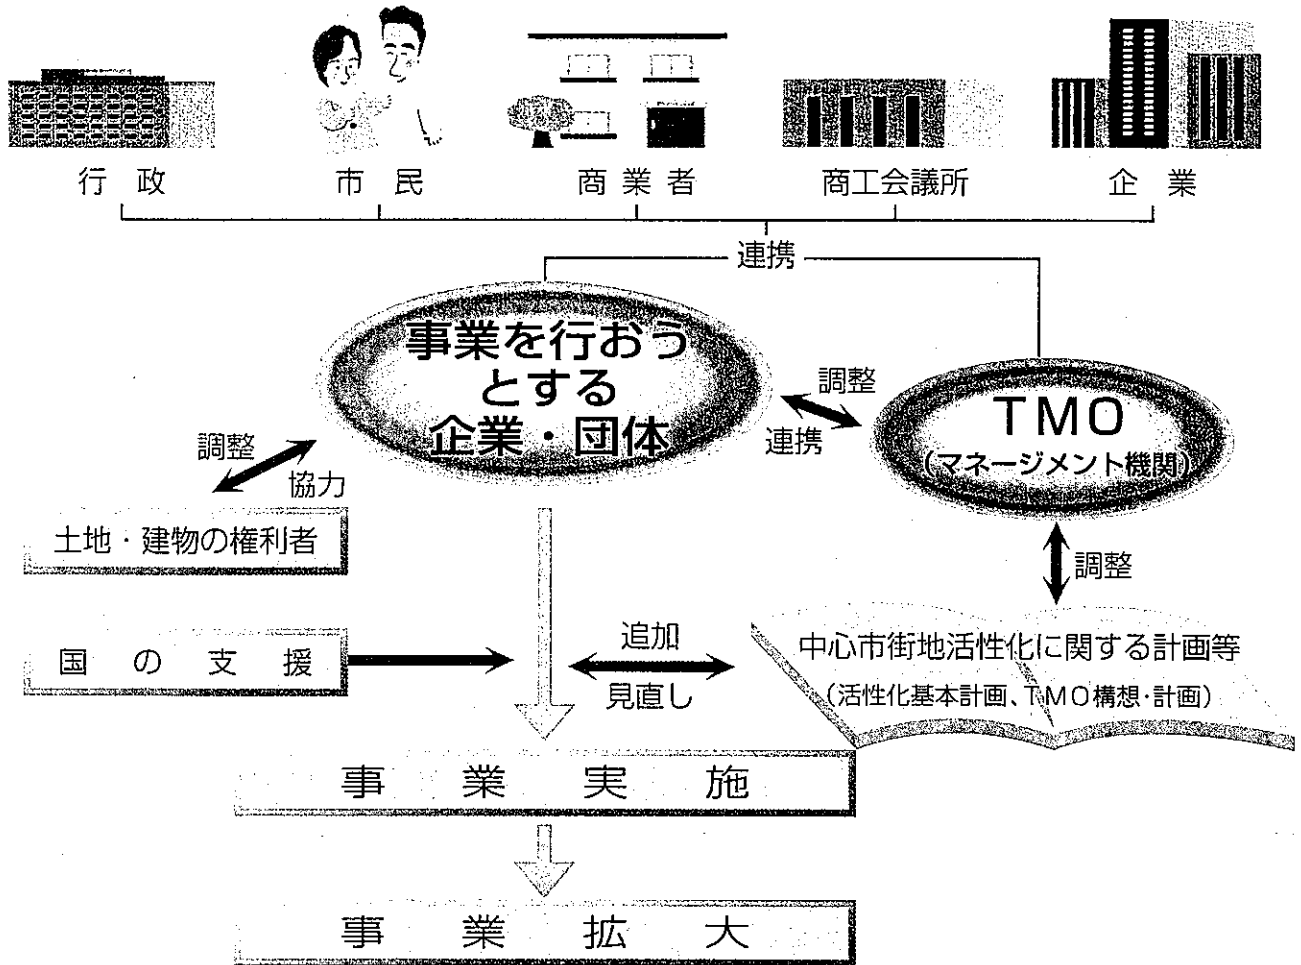 行政
市民
商業者
商工会議所
企業
連携
事業を行おう
とする
企業・団体
調整
連携
TMO
(マネージメント機関)
調整
協力
土地・建物の権利者
調整
国の支援
追加
見直し
中心市街地活性化に関する計画等
(活性化基本計画、TMO構想・計画)
事業実施
事業拡大